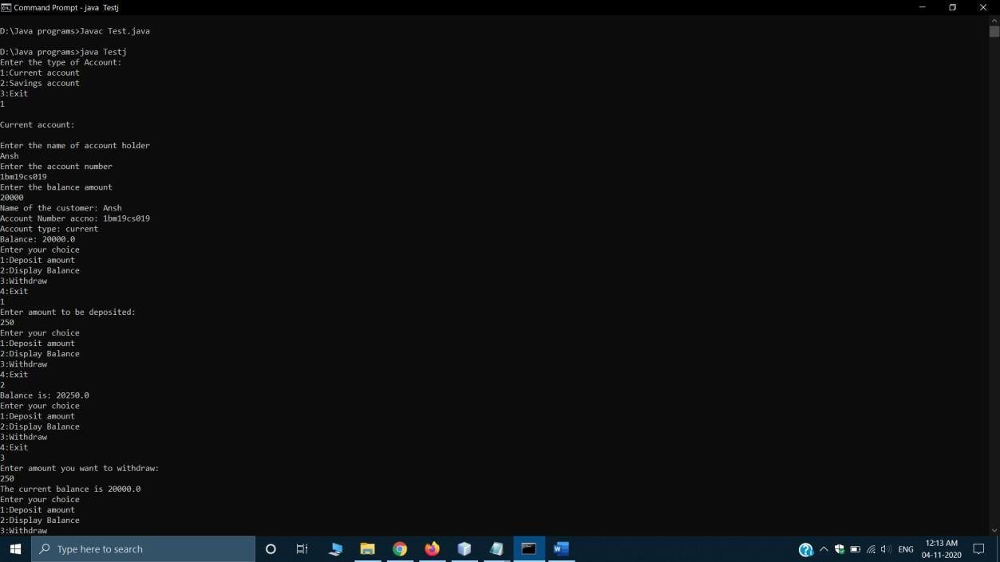 Command Prompt - java Testj
D:\Java programs>Javac Test.java
D:\Java programs>java Testj
Enter the type of Account:
1:Current account
2:Savings account
3:Exit
1
Current account:
Enter the name of account holder
Ansh
Enter the account number
1bm19cs019
Enter the balance amount
20000
Name of the customer: Ansh
Account Number accno: 1bm19cs019
Account type: current
Balance: 20000.0
Enter your choice
1:Deposit amount
2:Display Balance
3:Withdraw
4:Exit
1
Enter amount to be deposited:
250
Enter your choice
1:Deposit amount
2:Display Balance
3:Withdraw
4:Exit
2
Balance is: 20250.0
Enter your choice
1:Deposit amount
2:Display Balance
3:Withdraw
4:Exit
3
Enter amount you want to withdraw:
250
The current balance is 20000.0
Enter your choice
1:Deposit amount
2:Display Balance
3:Withdraw
Type here to search
ENG
12:13 AM
04-11-2020